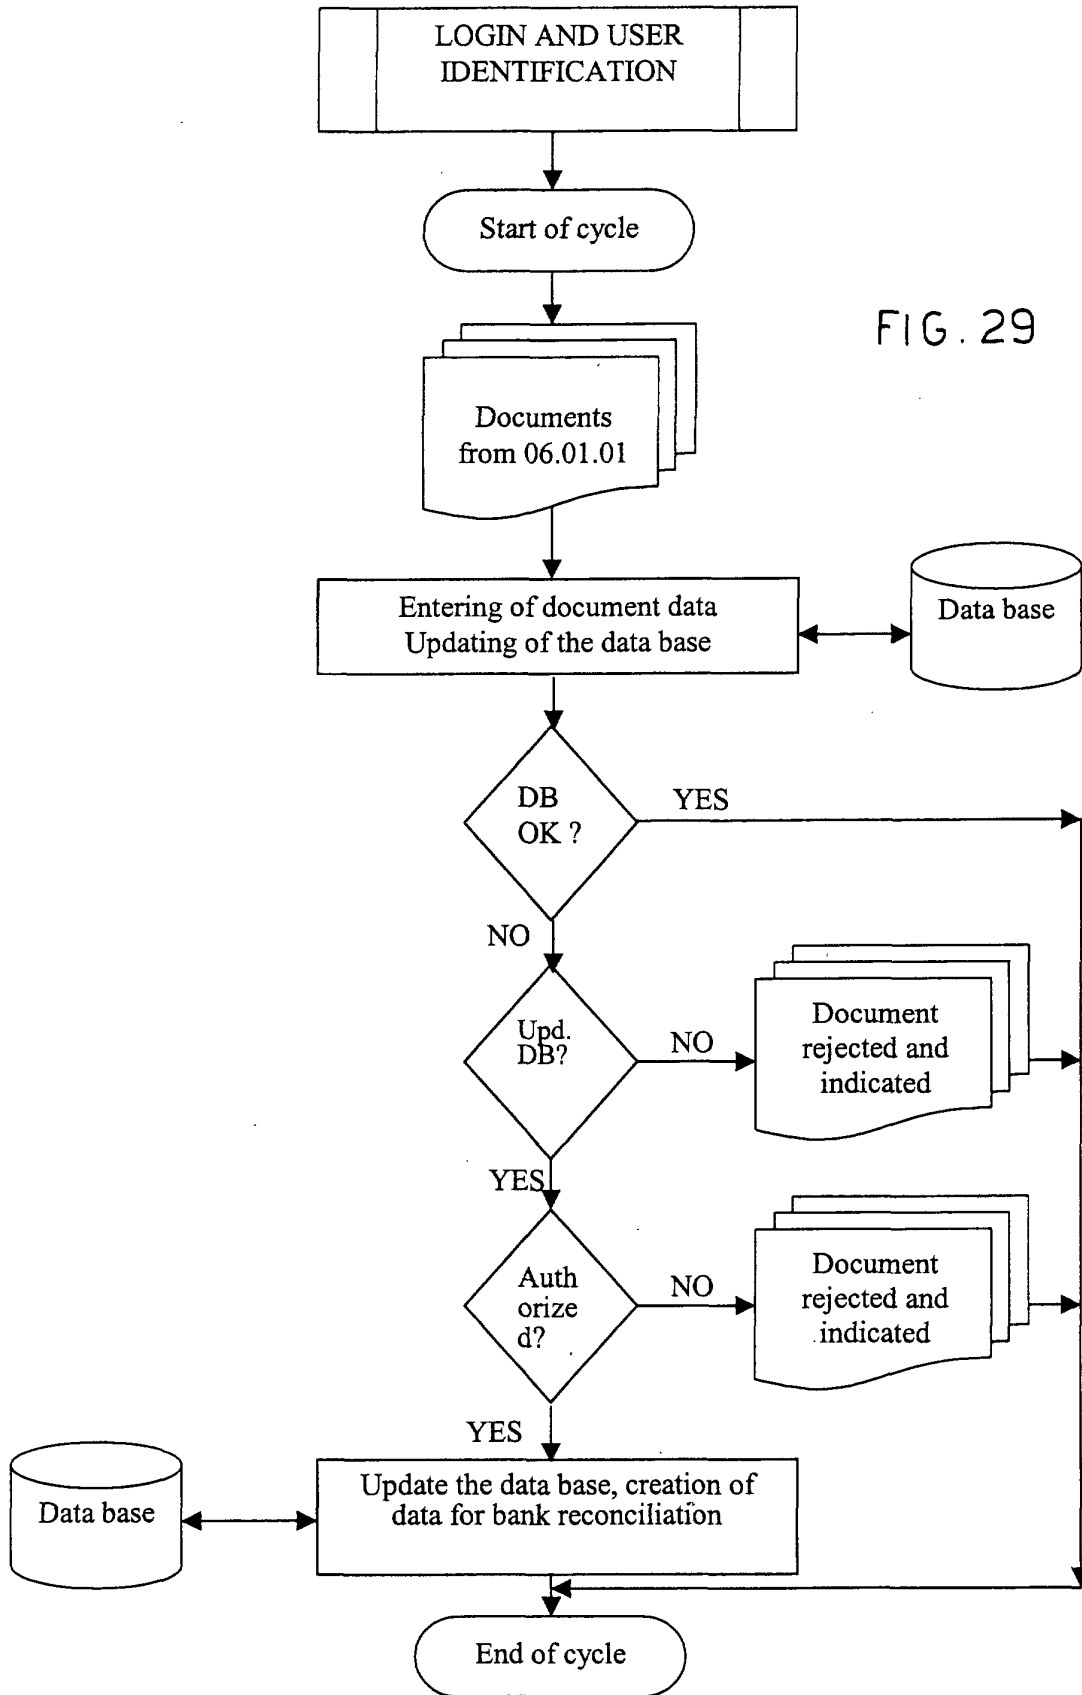 LOGIN AND USER
IDENTIFICATION
Start of cycle
FIG. 29
Documents
from 06.01.01
Entering of document data
Updating of the data base
Data base
DB
OK ?
YES
NO
Upd.
DB?
NO
Document
rejected and
indicated
YES
Auth
orize
d?
NO
Document
rejected and
indicated
YES
Update the data base, creation of
data for bank reconciliation
Data base
End of cycle